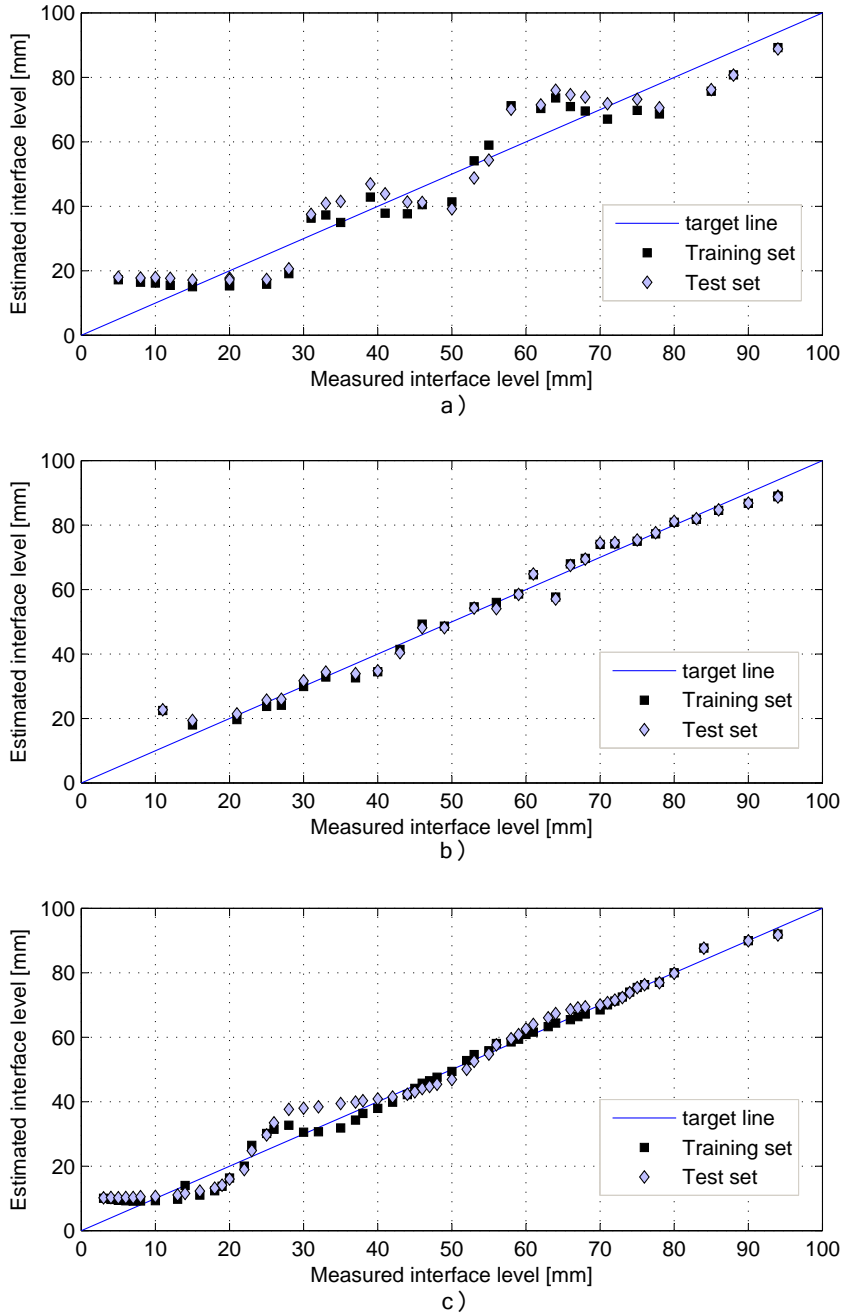 100
80
60
40
20
0
Estimated interface level [mm]
target line
Training set
Test set
0 10 20 30 40 50 60 70 80 90 100
Measured interface level [mm]
a)
100
80
60
40
20
0
Estimated interface level [mm]
target line
Training set
Test set
0 10 20 30 40 50 60 70 80 90 100
Measured interface level [mm]
b)
100
80
60
40
20
0
Estimated interface level [mm]
target line
Training set
Test set
0 10 20 30 40 50 60 70 80 90 100
Measured interface level [mm]
c)